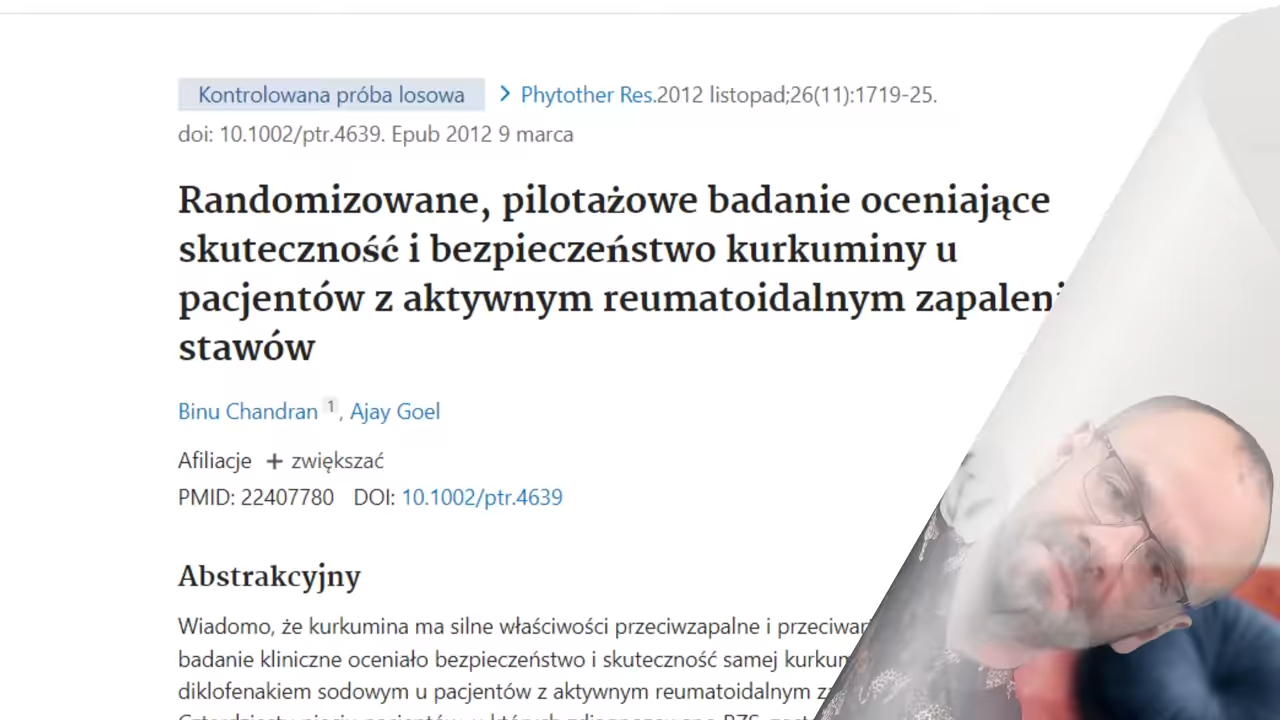 Kontrolowana próba losowa > Phytother Res.2012 listopad;26(11):1719-25.
doi: 10.1002/ptr.4639. Epub 2012 9 marca
Randomizowane, pilotażowe badanie oceniające
skuteczność i bezpieczeństwo kurkuminy u
pacjentów z aktywnym reumatoidalnym
stawów
Binu Chandran 1, Ajay Goel
Afiliacje + zwiększać
PMID: 22407780 DOI: 10.1002/ptr.4639
Abstrakcyjny
Wiadomo, że kurkumina ma silne właściwości przeciwzapalne i
badanie kliniczne oceniało bezpieczeństwo i skuteczność samej
diklofenakiem sodowym u pacjentów z aktywnym reumatoidalnym